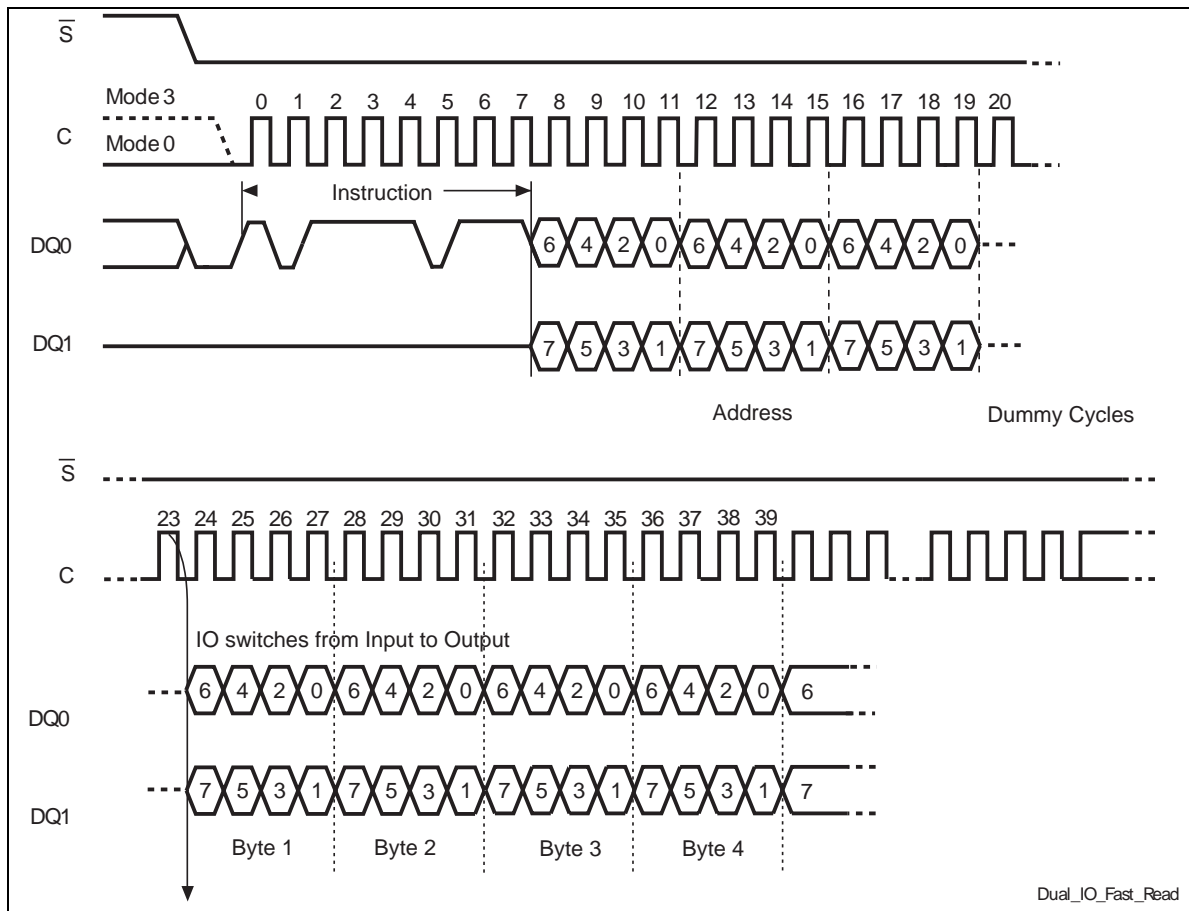 S
Mode 3
0 1 2 3 4 5 6 7 8 9 10 11 12 13 14 15 16 17 18 19 20
C
Mode 0
Instruction
DQ0
6 4 2 0 6 4 2 0 6 4 2 0
DQ1
7 5 3 1 7 5 3 1 7 5 3 1
Address
Dummy Cycles
S
23 24 25 26 27 28 29 30 31 32 33 34 35 36 37 38 39
C
IO switches from Input to Output
6 4 2 0 6 4 2 0 6 4 2 0 6 4 2 0 6
DQ0
7 5 3 1 7 5 3 1 7 5 3 1 7 5 3 1 7
DQ1
Byte 1 Byte 2 Byte 3 Byte 4
Dual_IO_Fast_Read